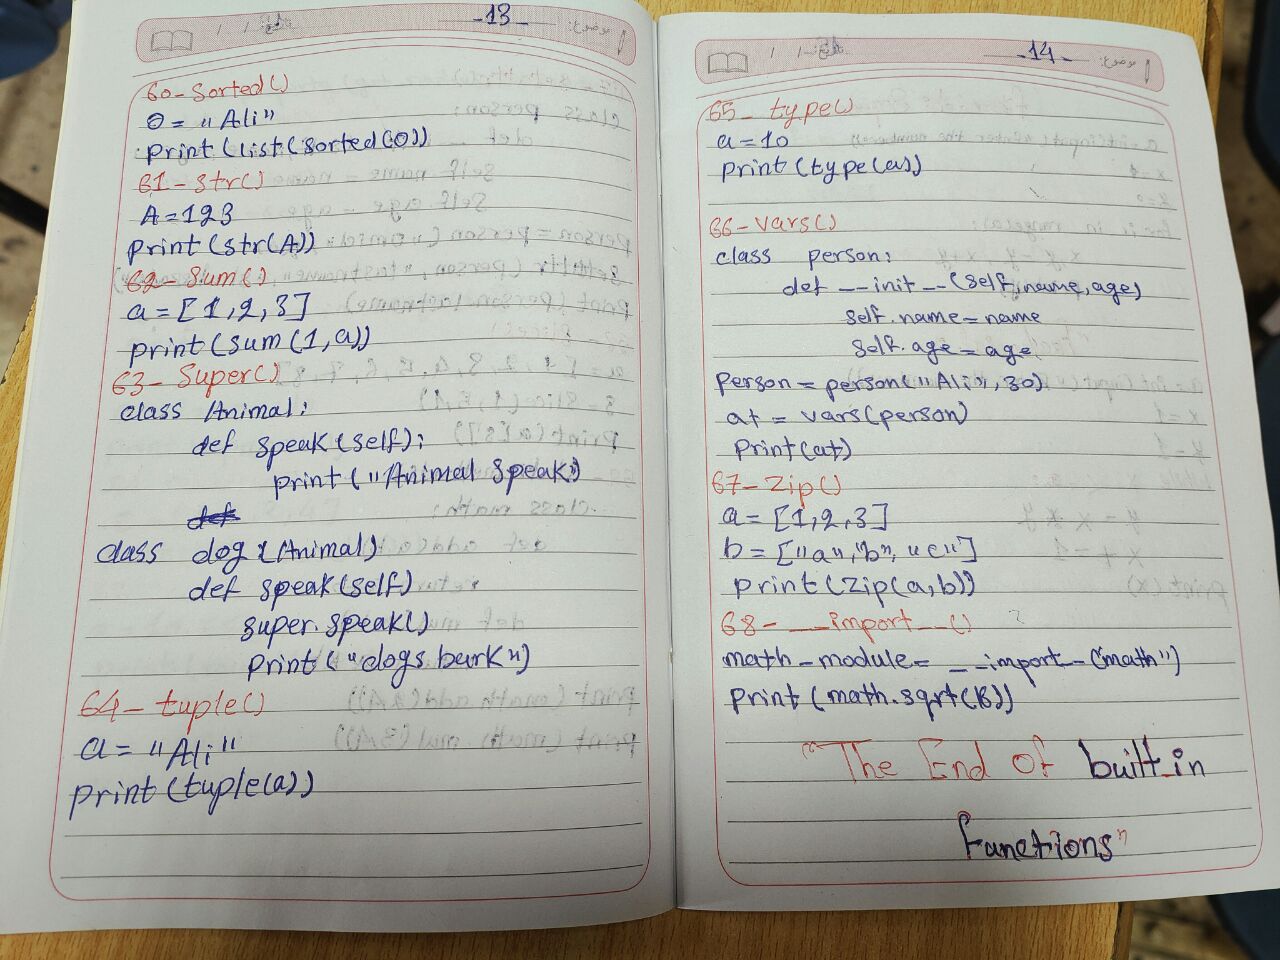 -13-
60- Sorted()
O = "Ali"
Print (list (sorted(O))
61- Str()
A=123
print (str(A))
62- Sum()
a = [1,2,3]
print (sum (1,a))
63- Super()
class Animal:
def speak (self):
print ("Animal speak")
def
class dog (Animal)
def speak (self)
super. speak()
print ("dogs bark")
64- tuple()
a = "Ali"
print (tuple(a))
-14-
موضوع:
65- type()
a=10
print (type(a))
66- vars()
class person:
def __init__ (self, name, age)
self. name = name
self. age = age
person = person("Ali", 30)
at = vars(person)
Print (at)
67- Zip()
a = [1,2,3]
b = ["a", "b", "c"]
print (Zip(a,b))
68- __import__()
math-module= __import-("math")
Print (math.sqrt(16))
"The End Of built_in
functions"